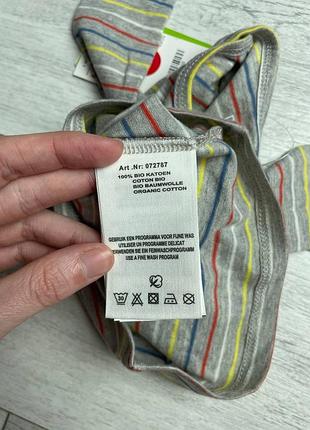 Art .Nr: 072787
100% BIO KATOEN
COTON BIO
BIO BAUMWOLLE
ORGANIC COTTON
GEBRUIK EEN PROGRAMMA VOOR FIJNE WAS
UTILISER UN PROGRAMME DELICAT
VERWENDEN SIE EIN FEINWASCHPROGRAMM
USE A FINE WASH PROGRAM
30